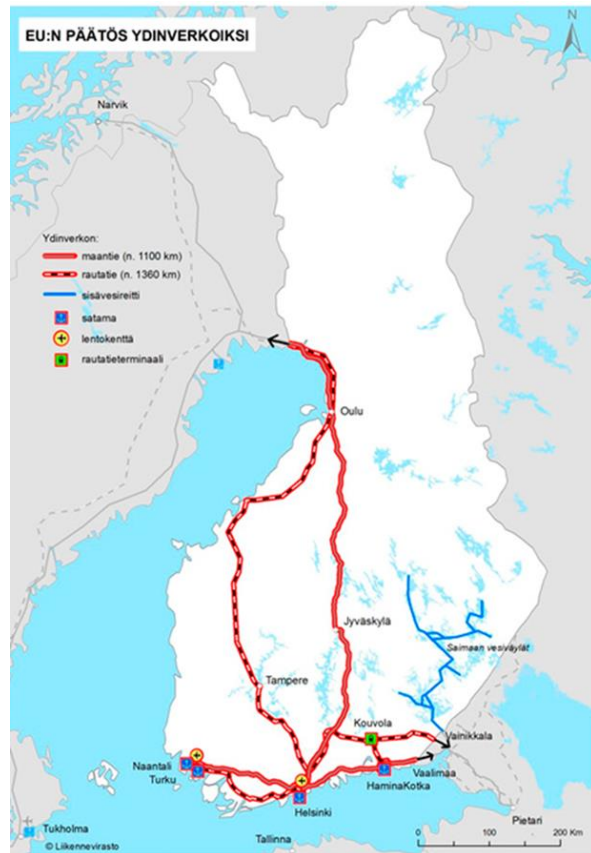 EU:N PÄÄTÖS YDINVERKOIKSI
N
Narvik
Ydinverkon:
maantie (n. 1100 km)
rautatie (n. 1360 km)
sisävesireitti
satama
lentokenttä
rautatieterminaali
Oulu
Jyväskylä
Saimaan vesiväylät
Tampere
Kouvola
Vainikkala
Naantali
Turku
Vaalimaa
HaminaKotka
Helsinki
Pietari
Tukholma
Tallinna
© Liikennevirasto
0 100 200 Km